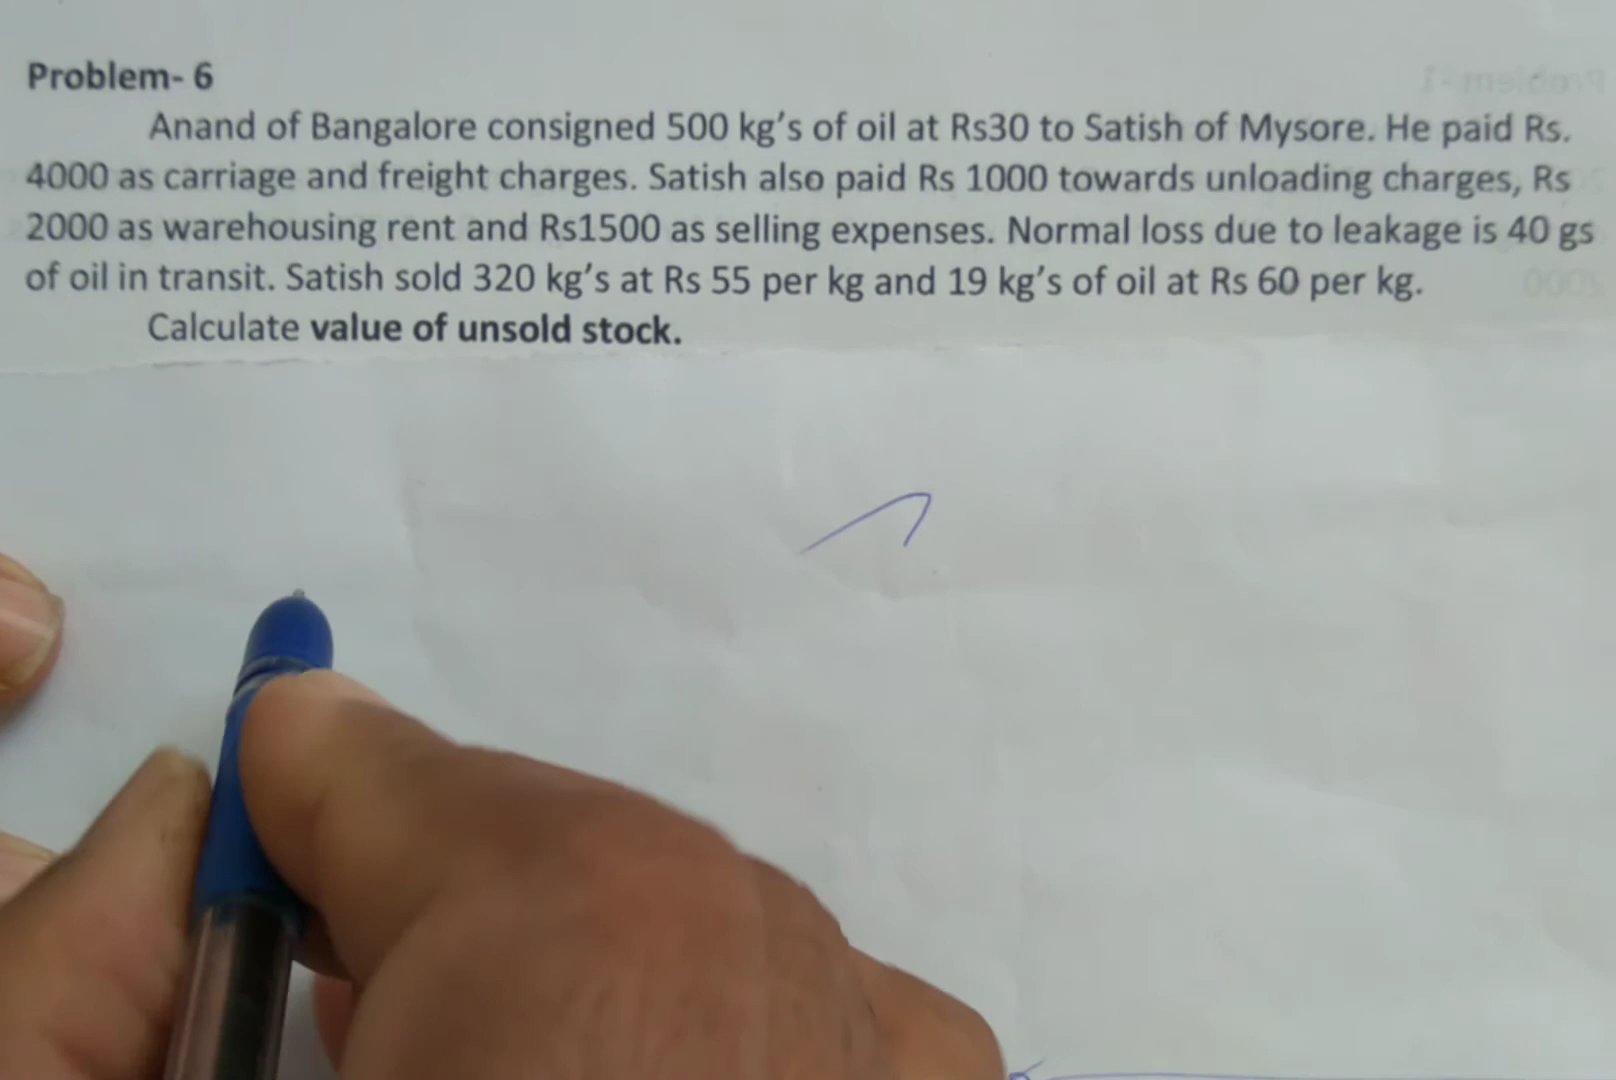 Problem- 6
Anand of Bangalore consigned 500 kg's of oil at Rs30 to Satish of Mysore. He paid Rs.
4000 as carriage and freight charges. Satish also paid Rs 1000 towards unloading charges, Rs
2000 as warehousing rent and Rs1500 as selling expenses. Normal loss due to leakage is 40 gs
of oil in transit. Satish sold 320 kg's at Rs 55 per kg and 19 kg's of oil at Rs 60 per kg.
Calculate value of unsold stock.